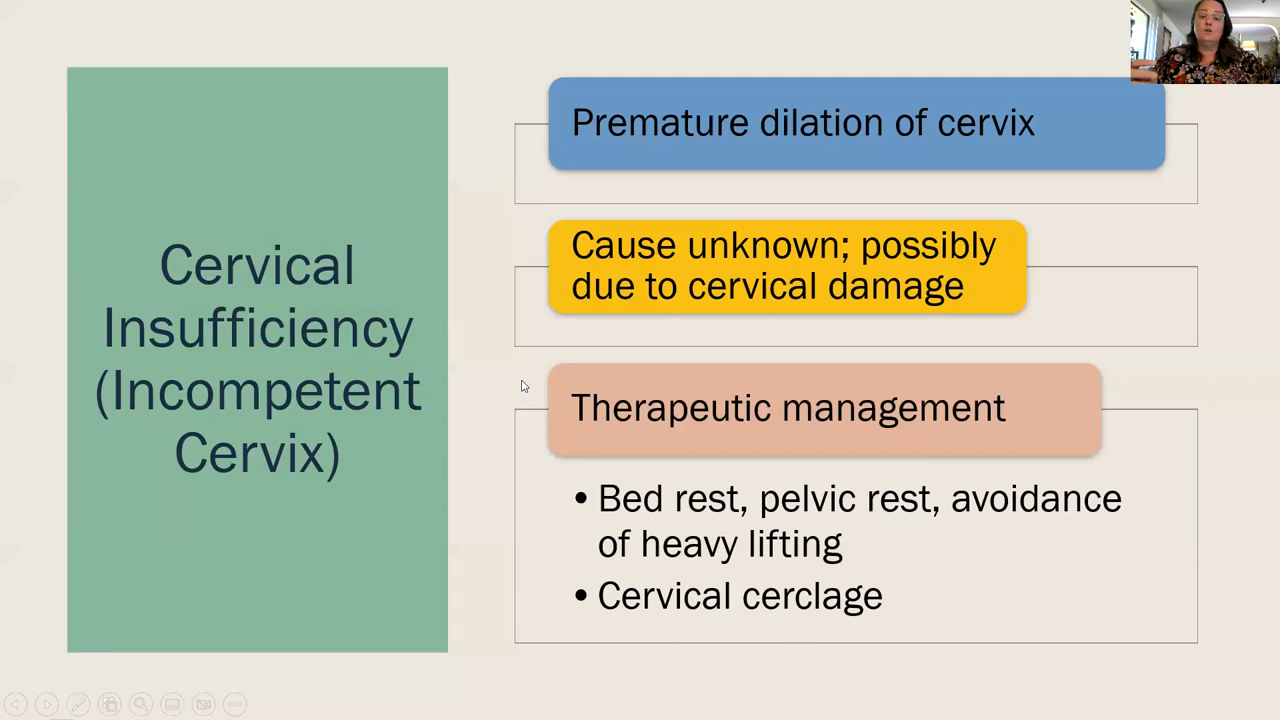 Cervical
Insufficiency
(Incompetent
Cervix)
Premature dilation of cervix
Cause unknown; possibly
due to cervical damage
Therapeutic management
• Bed rest, pelvic rest, avoidance
of heavy lifting
• Cervical cerclage